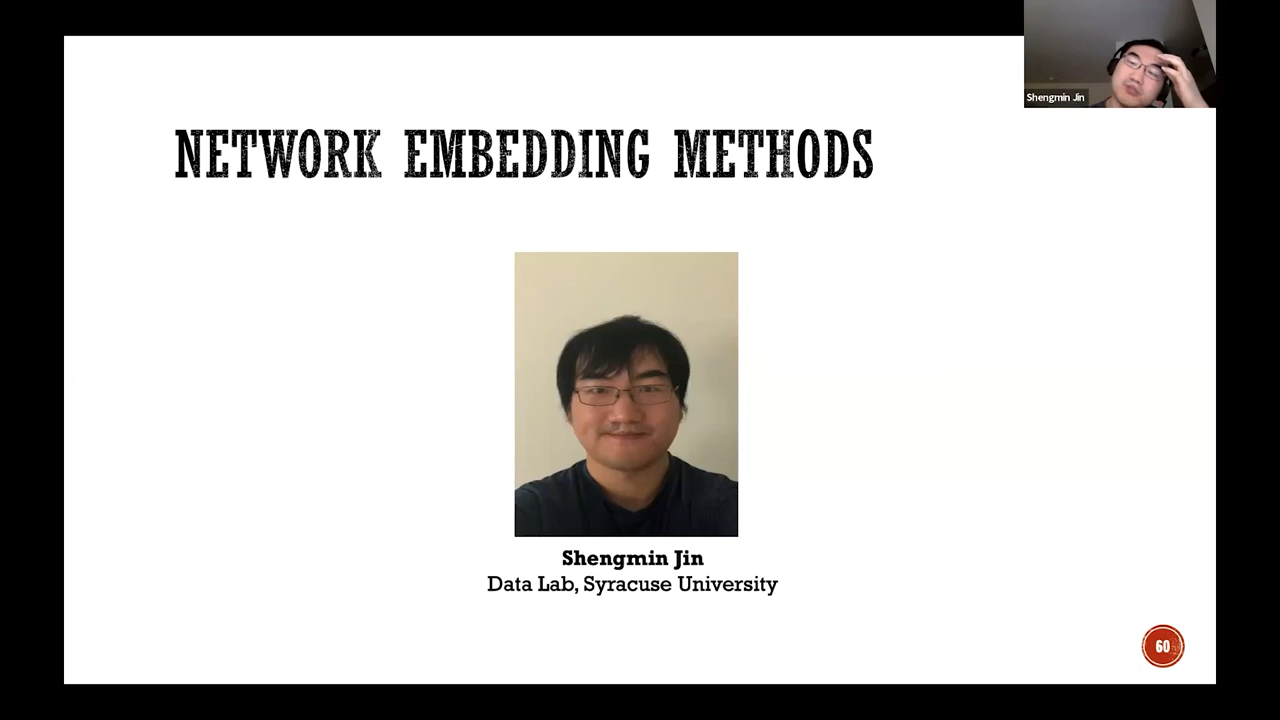 Shengmin Jin
NETWORK EMBEDDING METHODS
Shengmin Jin
Data Lab, Syracuse University
60